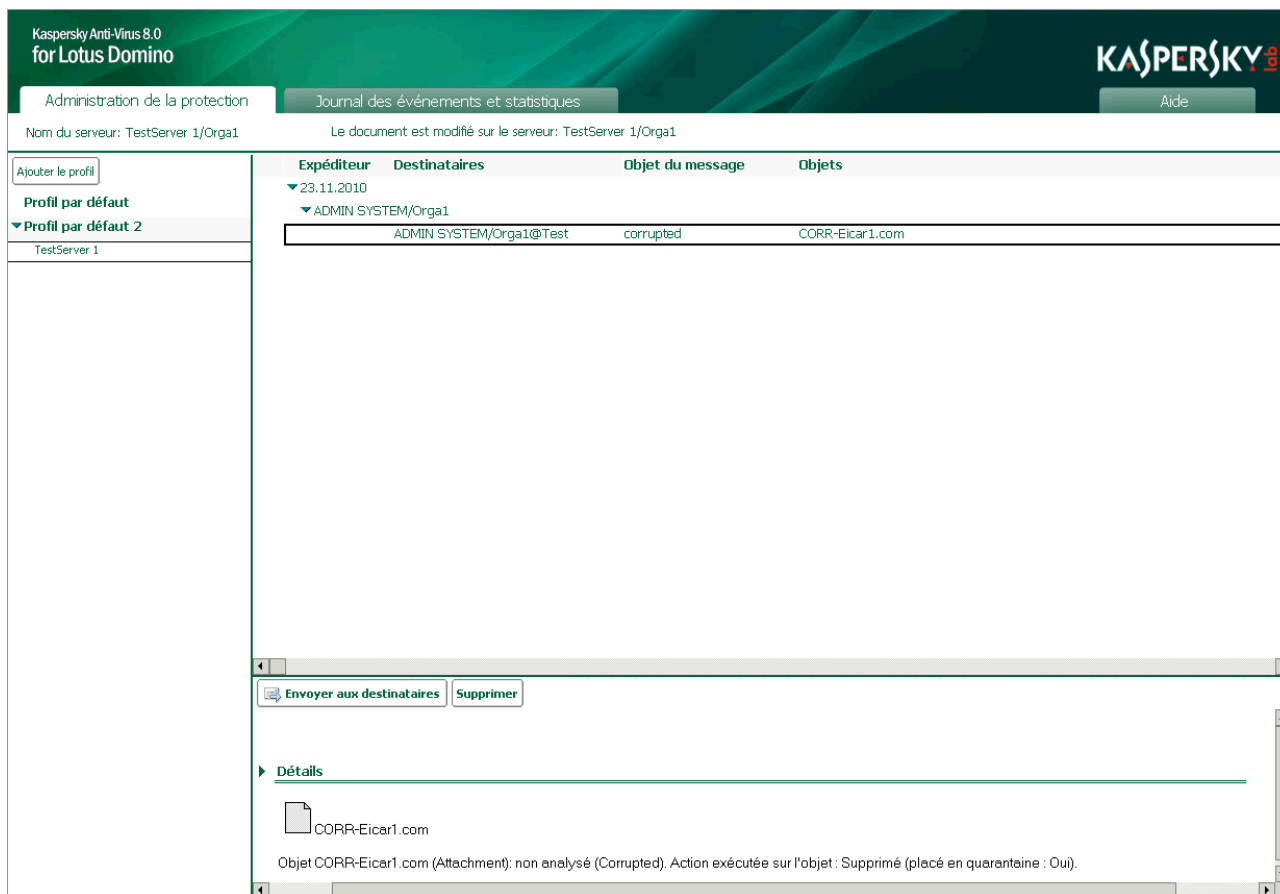 Kaspersky Anti-Virus 8.0
for Lotus Domino
KASPERSKY lab
Administration de la protection
Journal des événements et statistiques
Aide
Nom du serveur: TestServer 1/Orga1
Le document est modifié sur le serveur: TestServer 1/Orga1
Ajouter le profil
Profil par défaut
Profil par défaut 2
TestServer 1
Expéditeur Destinataires Objet du message Objets
23.11.2010
ADMIN SYSTEM/Orga1
ADMIN SYSTEM/Orga1@Test corrupted CORR-Eicar1.com
Envoyer aux destinataires Supprimer
Détails
CORR-Eicar1.com
Objet CORR-Eicar1.com (Attachment): non analysé (Corrupted). Action exécutée sur l'objet : Supprimé (placé en quarantaine : Oui).